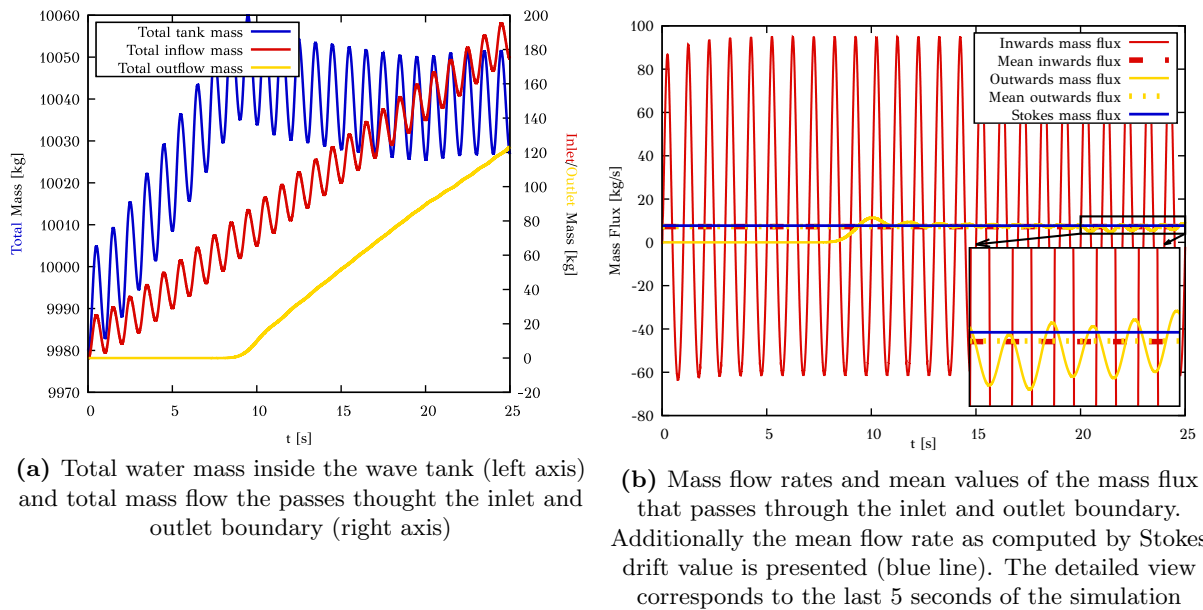 10060
10050
10040
10030
10020
10010
10000
9990
9980
9970
Total Mass [kg]
Total tank mass
Total inflow mass
Total outflow mass
200
180
160
140
120
100
80
60
40
20
0
-20
Inlet/Outlet Mass [kg]
0 5 10 15 20 25
t [s]
(a) Total water mass inside the wave tank (left axis)
and total mass flow the passes thought the inlet and
outlet boundary (right axis)
100
80
60
40
20
0
-20
-40
-60
-80
Mass Flux [kg/s]
Inwards mass flux
Mean inwards flux
Outwards mass flux
Mean outwards flux
Stokes mass flux
0 5 10 15 20 25
t [s]
(b) Mass flow rates and mean values of the mass flux
that passes through the inlet and outlet boundary.
Additionally the mean flow rate as computed by Stokes
drift value is presented (blue line). The detailed view
corresponds to the last 5 seconds of the simulation